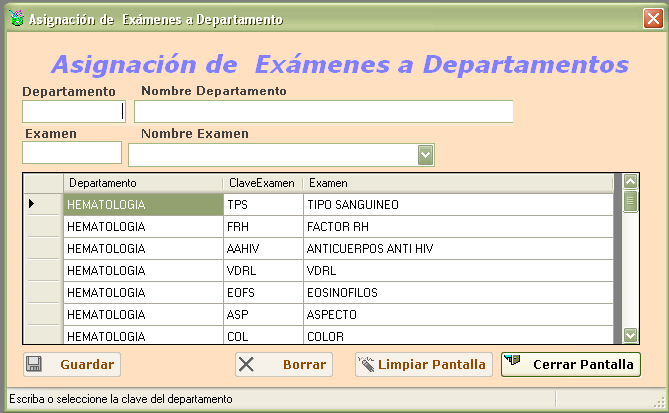 Asignación de Exámenes a Departamento
Asignación de Exámenes a Departamentos
Departamento Nombre Departamento
Examen Nombre Examen
Departamento ClaveExamen Examen
HEMATOLOGIA TPS TIPO SANGUINEO
HEMATOLOGIA FRH FACTOR RH
HEMATOLOGIA AAHIV ANTICUERPOS ANTI HIV
HEMATOLOGIA VDRL VDRL
HEMATOLOGIA EOFS EOSINOFILOS
HEMATOLOGIA ASP ASPECTO
HEMATOLOGIA COL COLOR
Guardar Borrar Limpiar Pantalla Cerrar Pantalla
Escriba o seleccione la clave del departamento